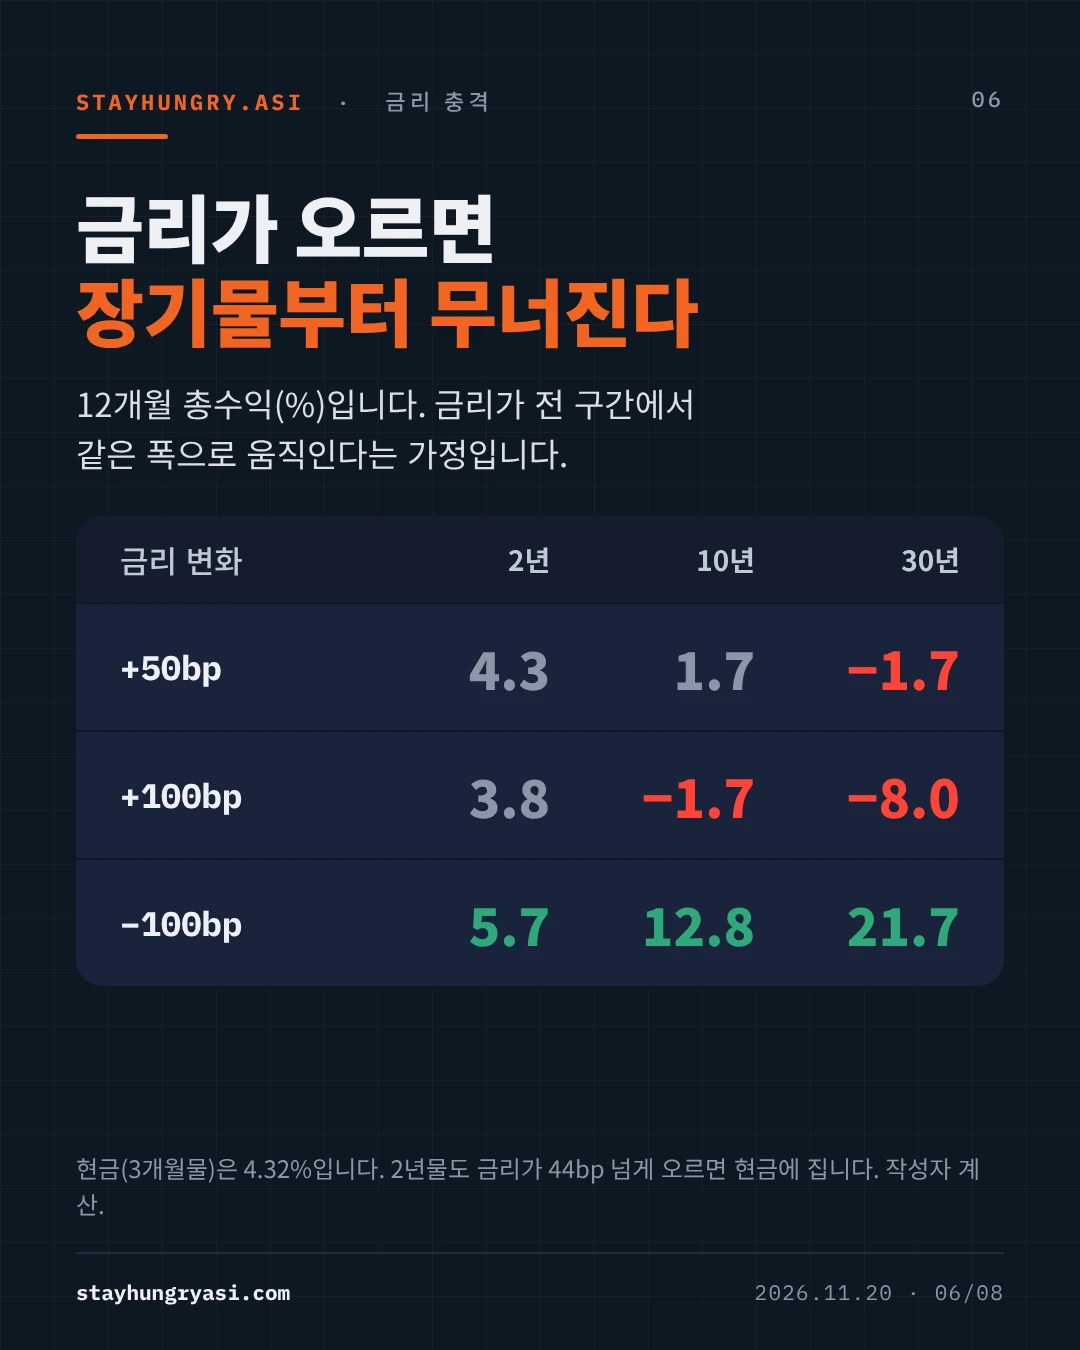 STAYHUNGRY.ASI · 금리 충격 06
금리가 오르면
장기물부터 무너진다
12개월 총수익(%)입니다. 금리가 전 구간에서
같은 폭으로 움직인다는 가정입니다.
금리 변화 2년 10년 30년
+50bp 4.3 1.7 −1.7
+100bp 3.8 −1.7 −8.0
−100bp 5.7 12.8 21.7
현금(3개월물)은 4.32%입니다. 2년물도 금리가 44bp 넘게 오르면 현금에 집니다. 작성자 계
산.
stayhungryasi.com 2026.11.20 · 06/08